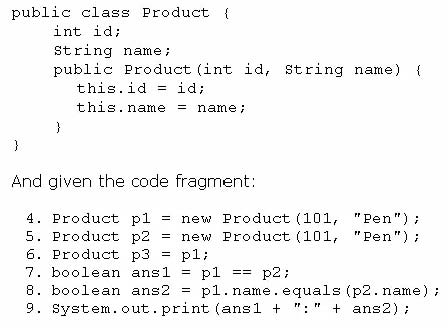 public class Product {
int id;
String name;
public Product(int id, String name) {
this.id = id;
this.name = name;
}
}
And given the code fragment:
4. Product p1 = new Product(101, "Pen");
5. Product p2 = new Product(101, "Pen");
6. Product p3 = p1;
7. boolean ans1 = p1 == p2;
8. boolean ans2 = p1.name.equals(p2.name);
9. System.out.print(ans1 + ":" + ans2);